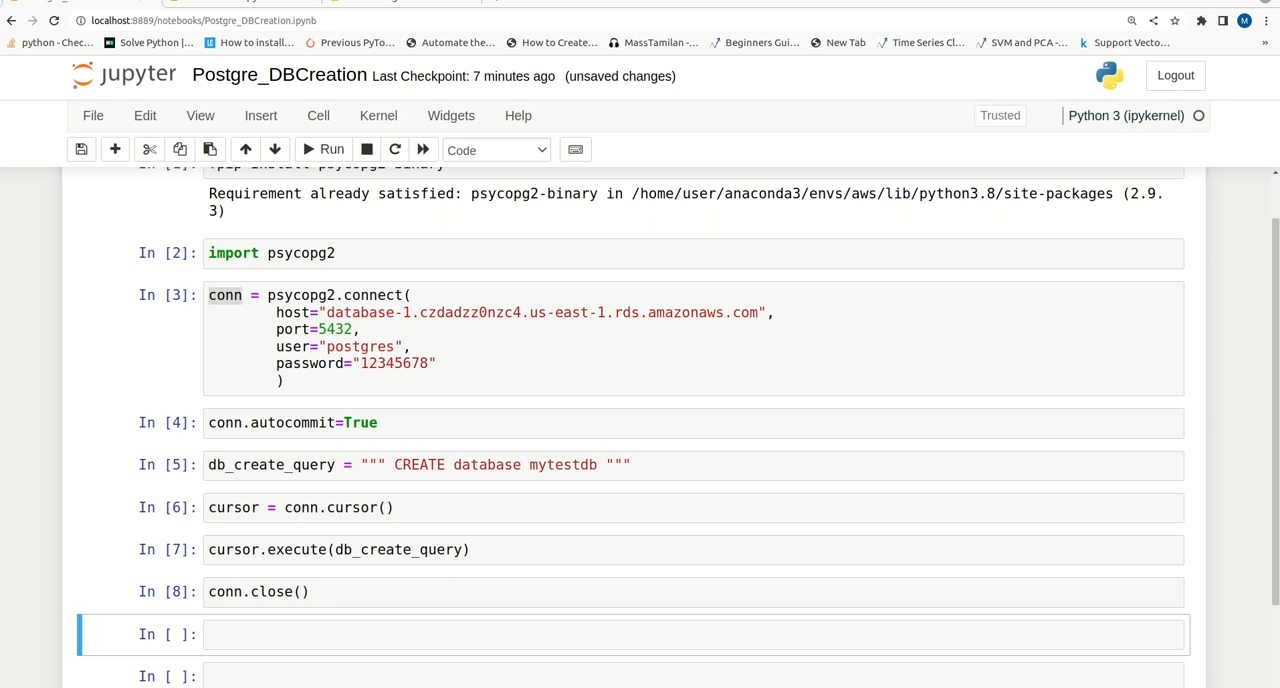 localhost:8889/notebooks/Postgre_DBCreation.ipynb
M
python - Chec...
Solve Python |...
How to install...
Previous PyTo...
Automate the...
How to Create...
MassTamilan -...
Beginners Gui...
New Tab
Time Series Cl...
SVM and PCA -...
Support Vecto...
»
jupyter Postgre_DBCreation Last Checkpoint: 7 minutes ago (unsaved changes)
Logout
File Edit View Insert Cell Kernel Widgets Help
Trusted
Python 3 (ipykernel)
Run
Code
Requirement already satisfied: psycopg2-binary in /home/user/anaconda3/envs/aws/lib/python3.8/site-packages (2.9.
3)
In [2]: import psycopg2
In [3]: conn = psycopg2.connect(
host="database-1.czdadzz0nzc4.us-east-1.rds.amazonaws.com",
port=5432,
user="postgres",
password="12345678"
)
In [4]: conn.autocommit=True
In [5]: db_create_query = """ CREATE database mytestdb """
In [6]: cursor = conn.cursor()
In [7]: cursor.execute(db_create_query)
In [8]: conn.close()
In [ ]:
In [ ]: